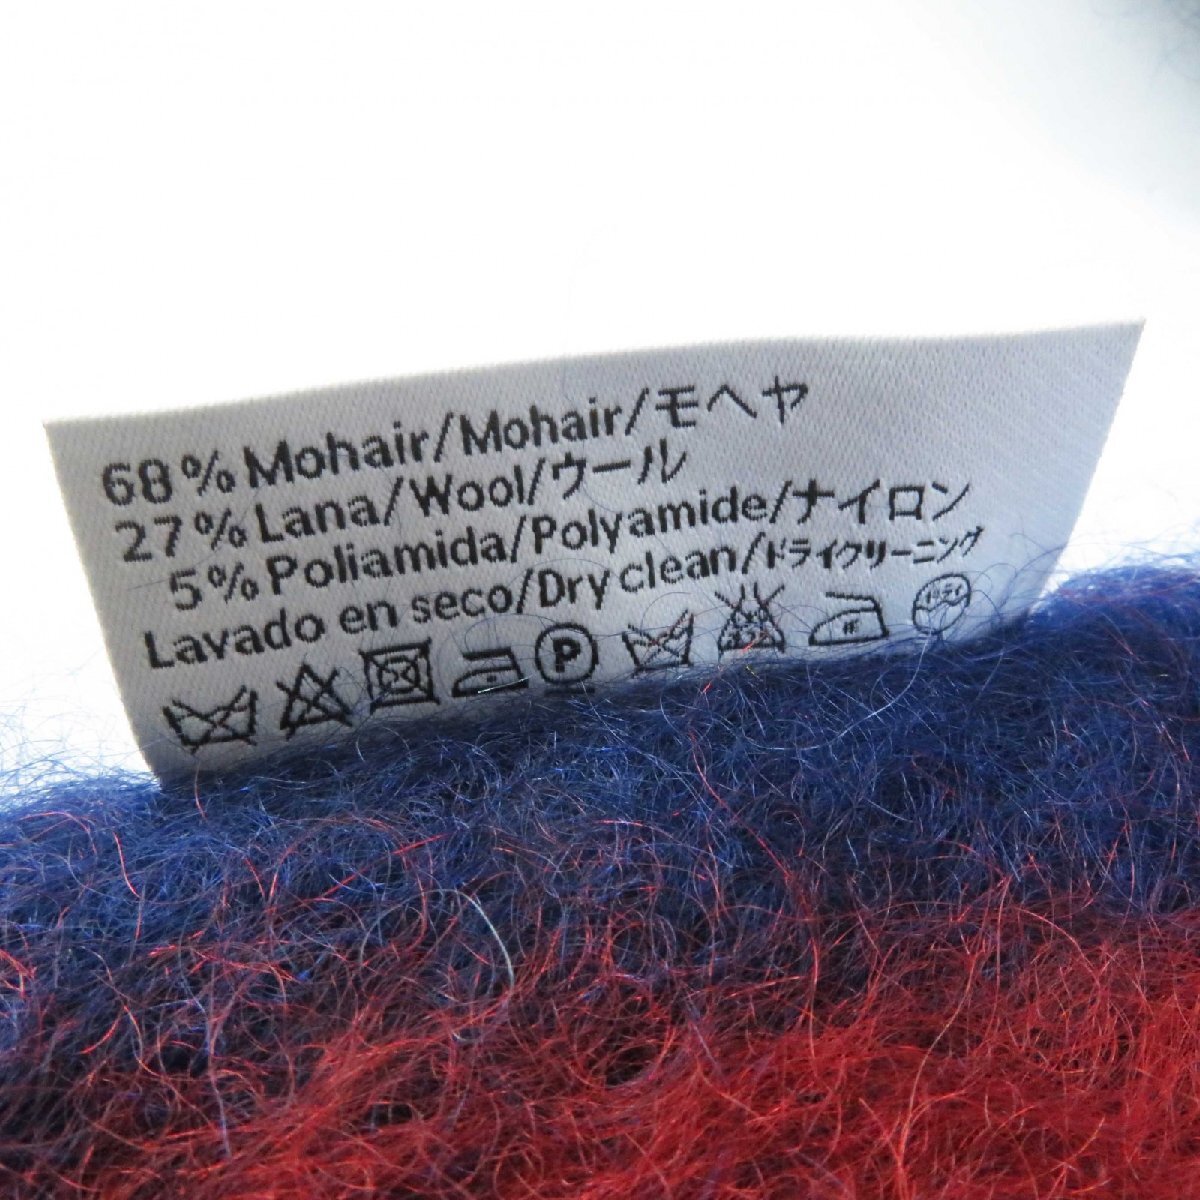 68% Mohair/Mohair/モヘヤ
27% Lana/Wool/ウール
5% Poliamida/Polyamide/ナイロン
Lavado en seco/Dry clean/ドライクリーニング
P